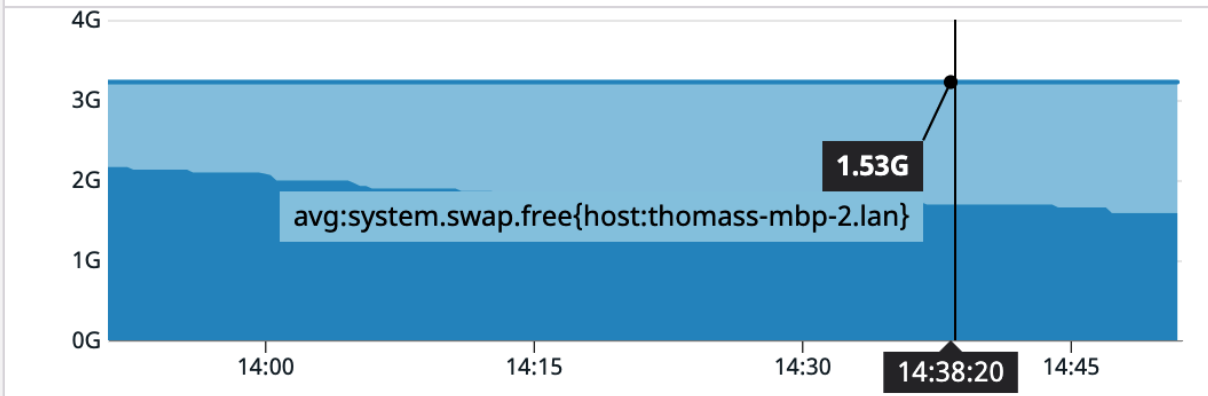 4G
3G
1.53G
2G
avg:system.swap.free{host:thomass-mbp-2.lan}
1G
0G
14:00
14:15
14:30
14:38:20
14:45